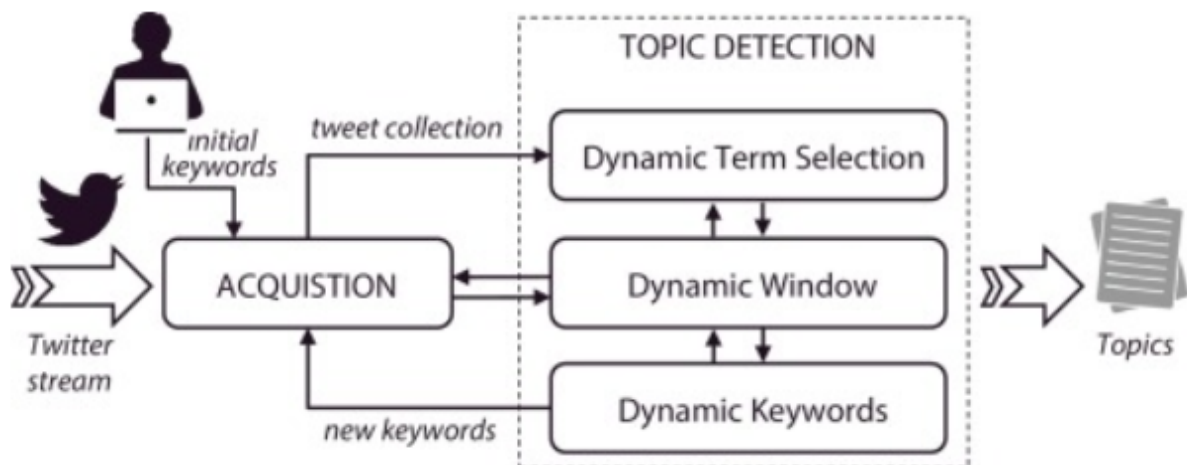 TOPIC DETECTION
initial
keywords
tweet collection
Dynamic Term Selection
ACQUISTION
Dynamic Window
Twitter
stream
Topics
new keywords
Dynamic Keywords